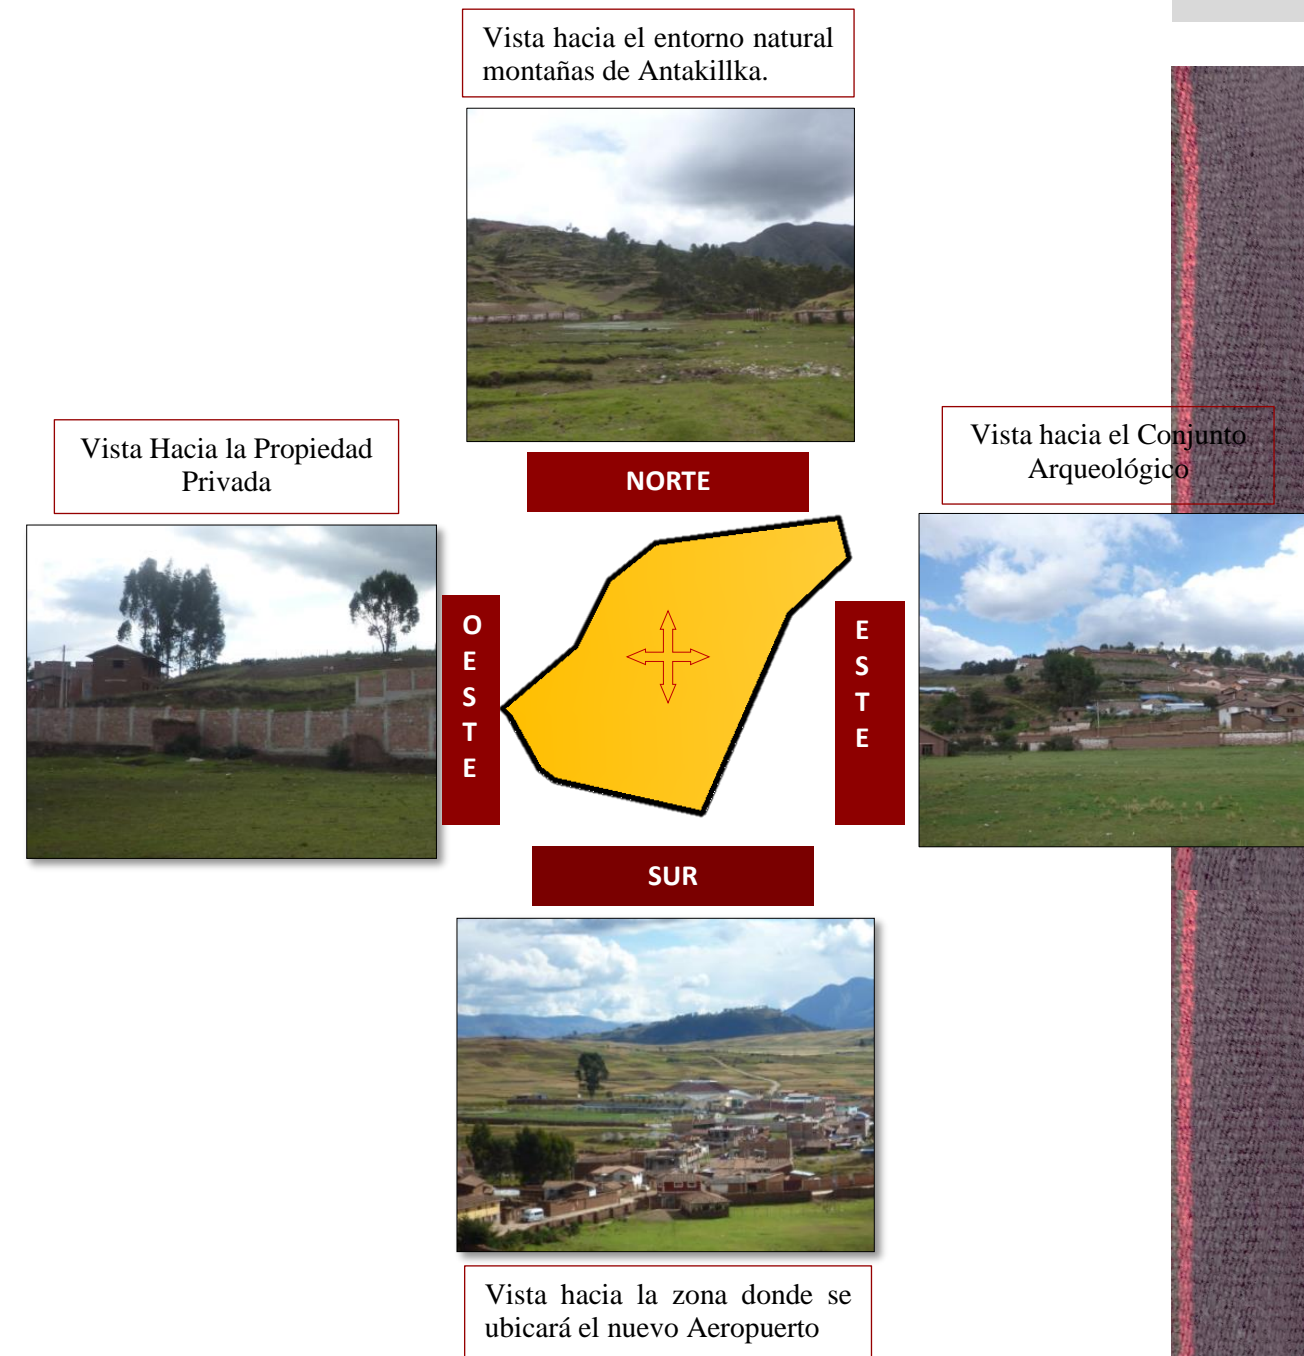 Vista hacia el entorno natural
montañas de Antakillka.
Vista Hacia la Propiedad
Privada
Vista hacia el Conjunto
Arqueológico
NORTE
O
E
S
T
E
E
S
T
E
SUR
Vista hacia la zona donde se
ubicará el nuevo Aeropuerto